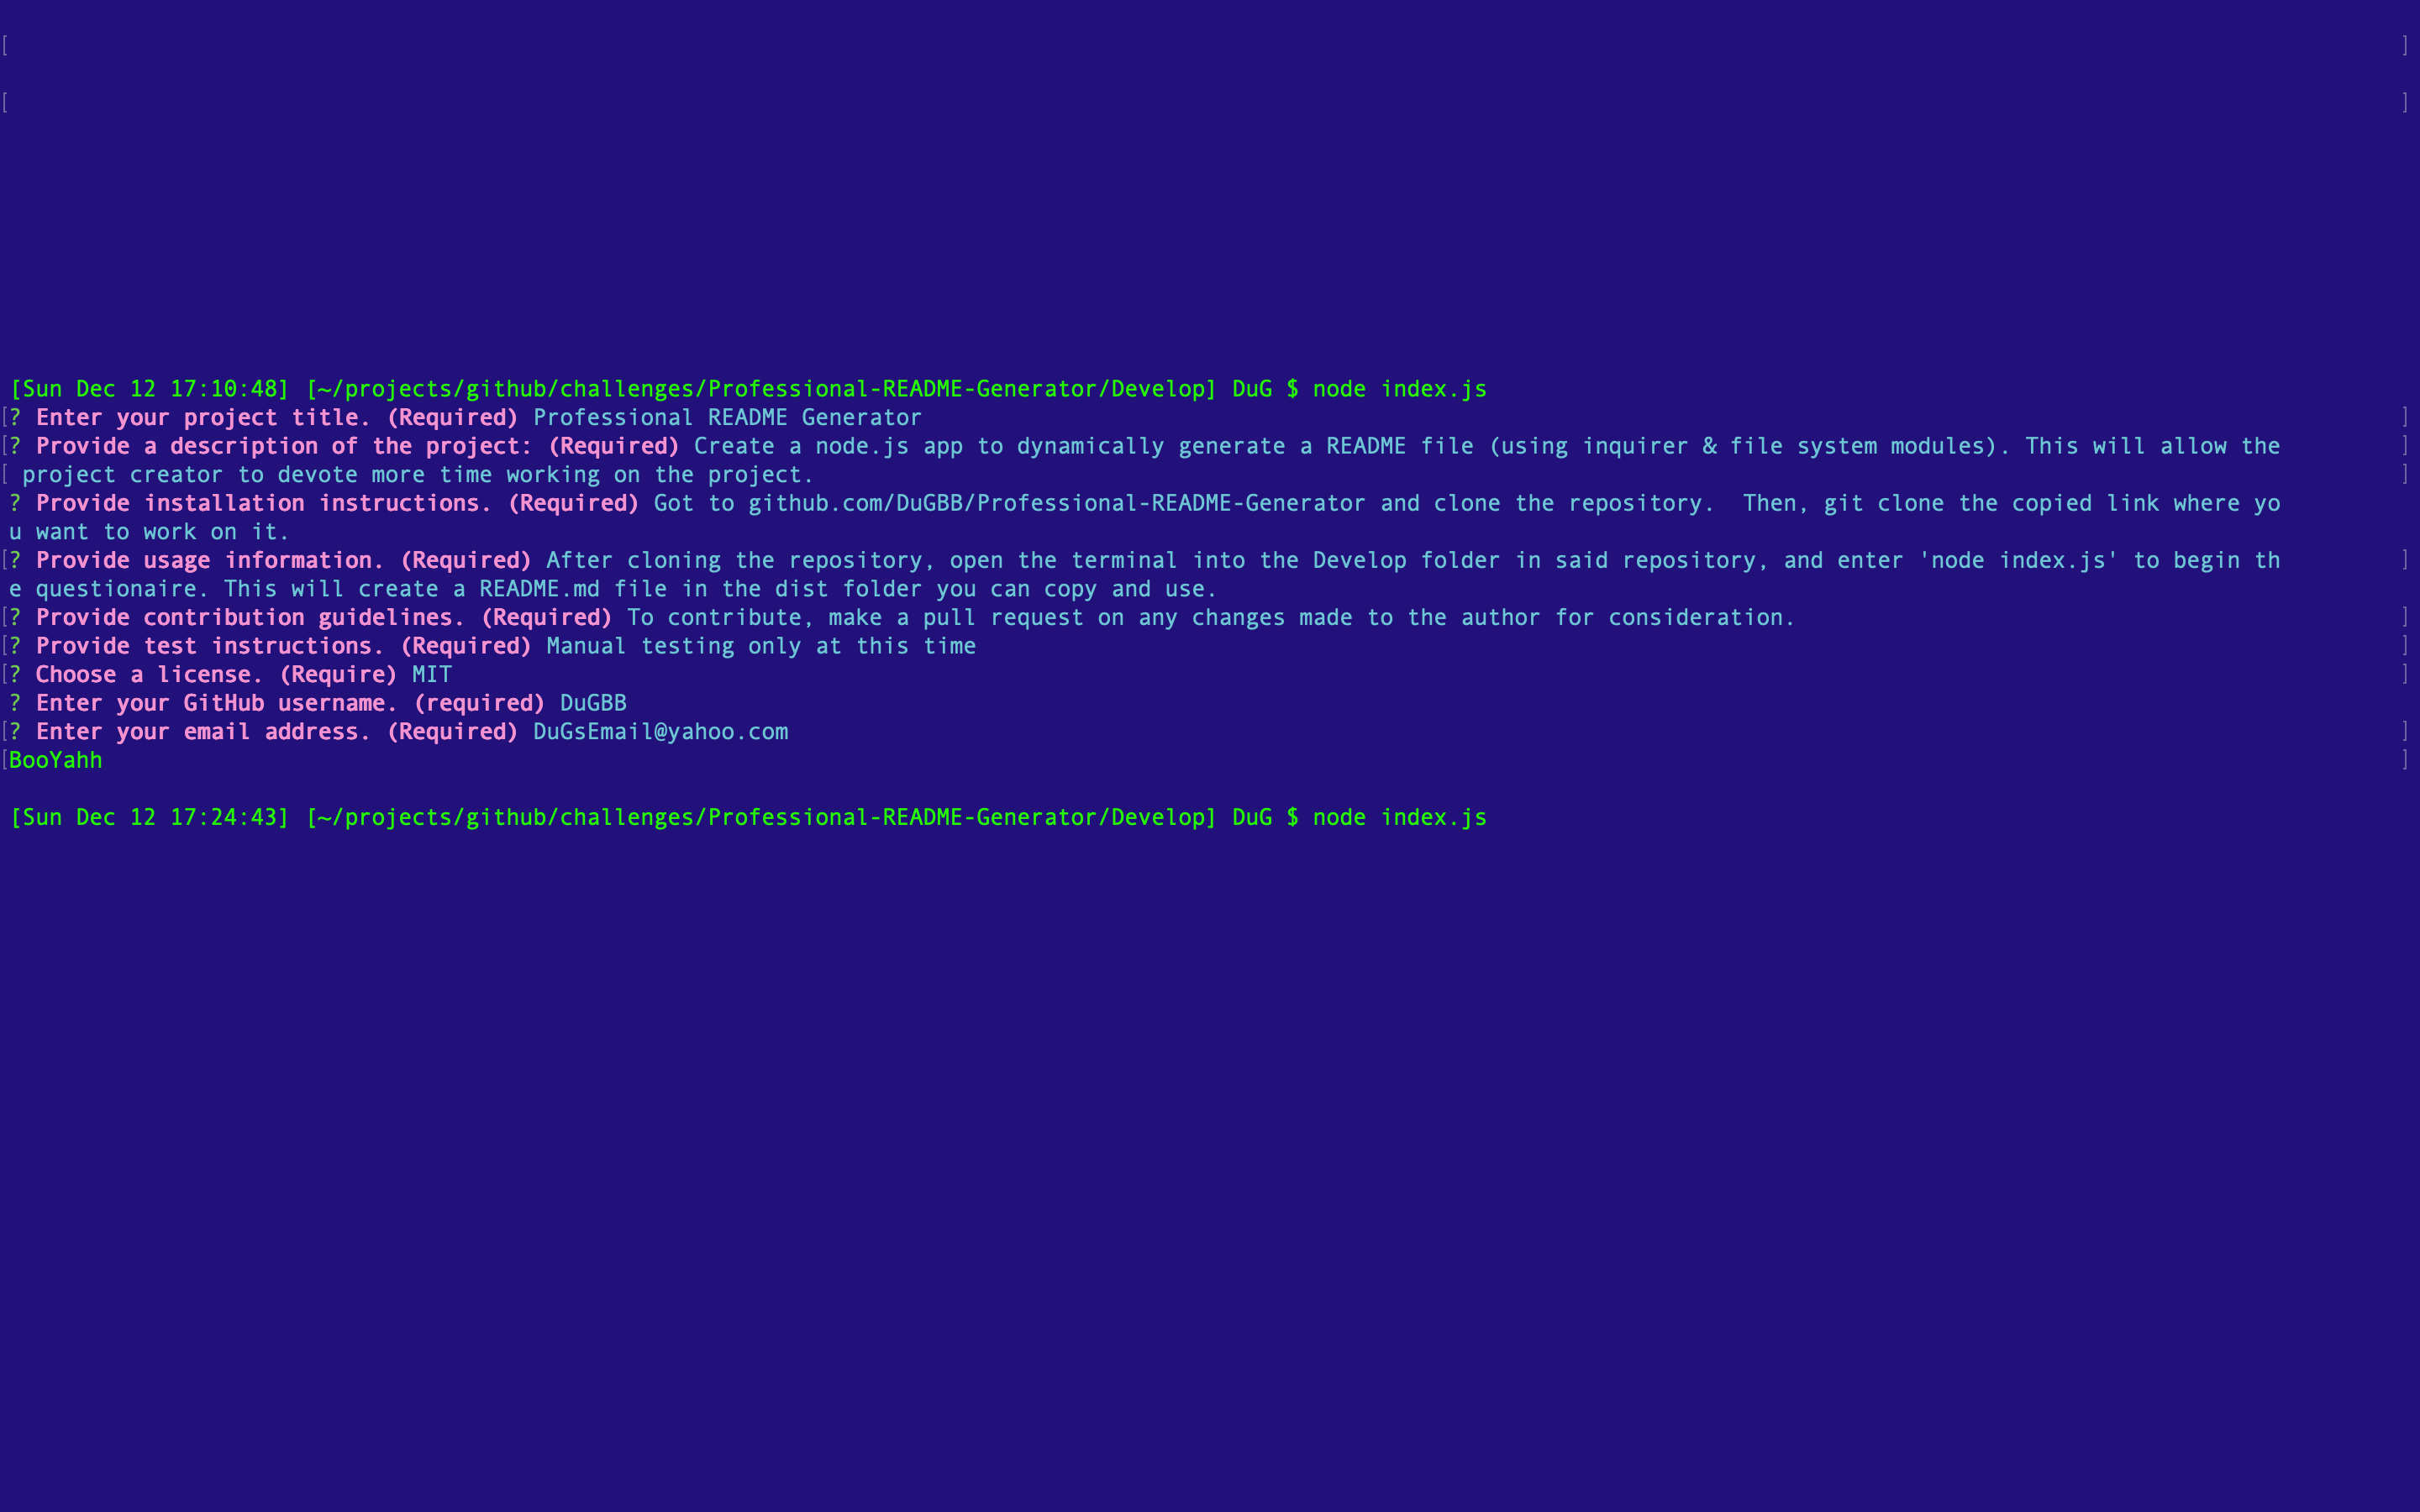 [ ]
[ ]
[Sun Dec 12 17:10:48] [~/projects/github/challenges/Professional-README-Generator/Develop] DuG $ node index.js
[? Enter your project title. (Required) Professional README Generator ]
[? Provide a description of the project: (Required) Create a node.js app to dynamically generate a README file (using inquirer & file system modules). This will allow the ]
[ project creator to devote more time working on the project. ]
? Provide installation instructions. (Required) Got to github.com/DuGBB/Professional-README-Generator and clone the repository.  Then, git clone the copied link where yo
u want to work on it.
[? Provide usage information. (Required) After cloning the repository, open the terminal into the Develop folder in said repository, and enter 'node index.js' to begin th ]
e questionaire. This will create a README.md file in the dist folder you can copy and use.
[? Provide contribution guidelines. (Required) To contribute, make a pull request on any changes made to the author for consideration. ]
[? Provide test instructions. (Required) Manual testing only at this time ]
[? Choose a license. (Require) MIT ]
? Enter your GitHub username. (required) DuGBB
[? Enter your email address. (Required) DuGsEmail@yahoo.com ]
[BooYahh ]
[Sun Dec 12 17:24:43] [~/projects/github/challenges/Professional-README-Generator/Develop] DuG $ node index.js